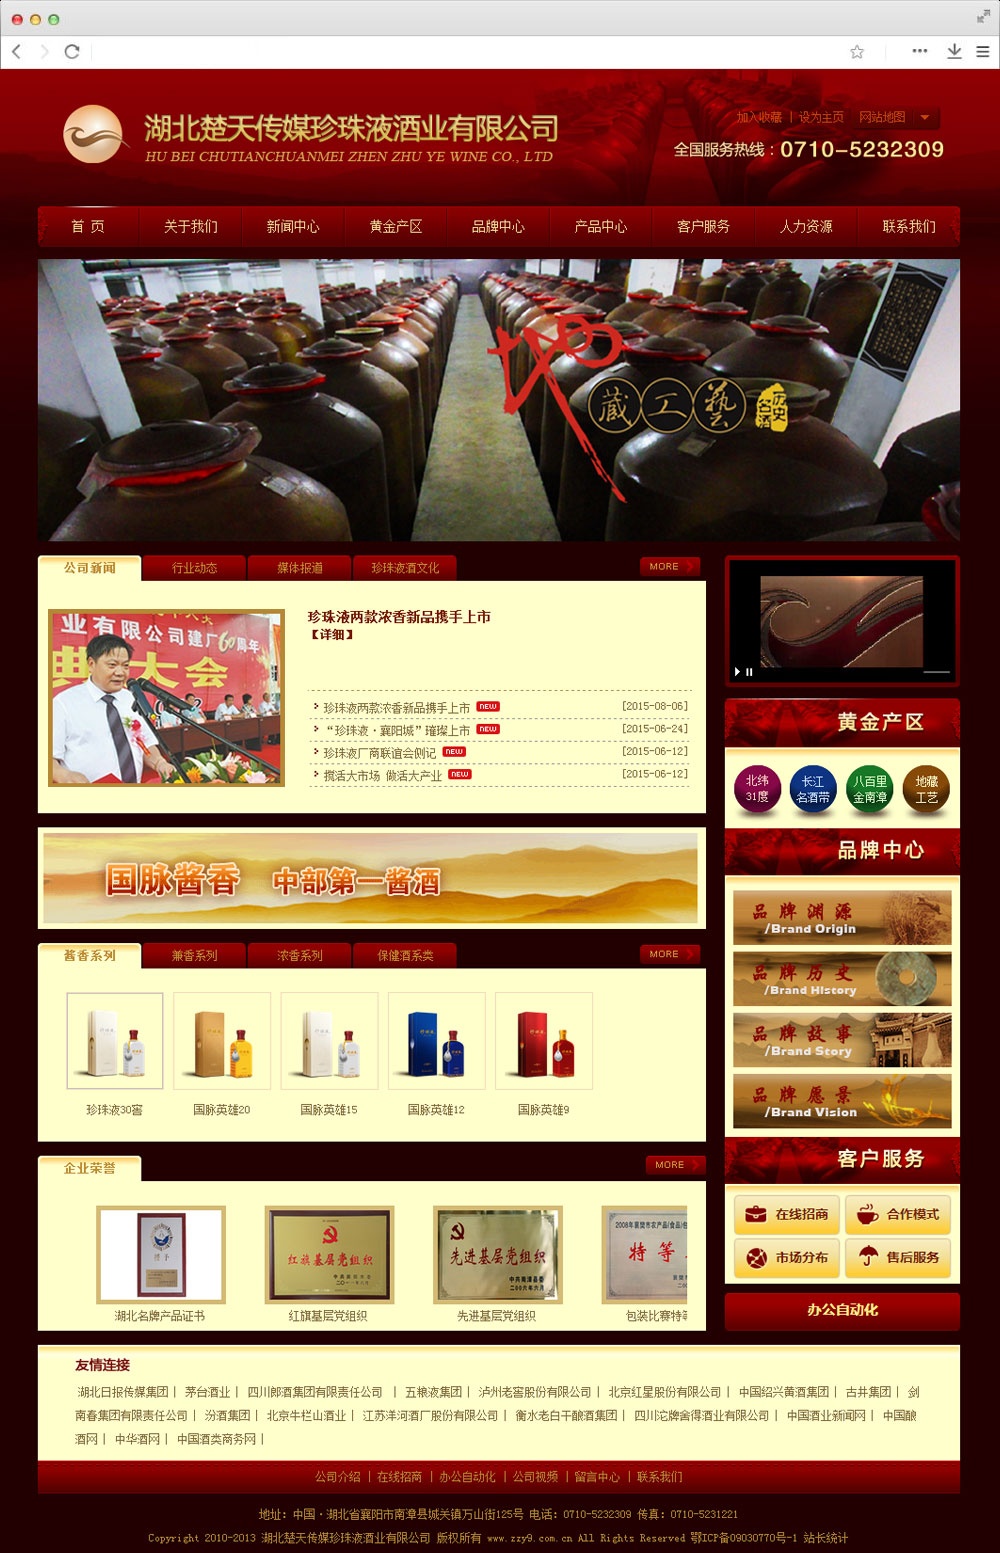 加入收藏 | 设为主页 网站地图
湖北楚天传媒珍珠液酒业有限公司
HU BEI CHUTIANCHUANMEI ZHEN ZHU YE WINE CO., LTD
全国服务热线：0710-5232309
首 页 关于我们 新闻中心 黄金产区 品牌中心 产品中心 客户服务 人力资源 联系我们
地
藏工藝
历史名酒
公司新闻 行业动态 媒体报道 珍珠液酒文化 MORE
业有限公司建厂60周年
典大会
珍珠液两款浓香新品携手上市
【详细】
珍珠液两款浓香新品携手上市 NEW [2015-08-06]
“珍珠液·襄阳城”璀璨上市 NEW [2015-06-24]
珍珠液厂商联谊会侧记 NEW [2015-06-12]
搅活大市场 做活大产业 NEW [2015-06-12]
国脉酱香 中部第一酱酒
酱香系列 兼香系列 浓香系列 保健酒系类 MORE
珍珠液30窖 国脉英雄20 国脉英雄15 国脉英雄12 国脉英雄9
企业荣誉 MORE
授予
红旗基层党组织
先进基层党组织
中共南漳县委
二00六年六月
特 等
湖北名牌产品证书 红旗基层党组织 先进基层党组织 包装比赛特等
黄金产区
北纬31度
长江名酒带
八百里金南漳
地藏工艺
品牌中心
品牌渊源
/Brand Origin
品牌历史
/Brand History
品牌故事
/Brand Story
品牌愿景
/Brand Vision
客户服务
在线招商 合作模式
市场分布 售后服务
办公自动化
友情连接
湖北日报传媒集团 | 茅台酒业 | 四川郎酒集团有限责任公司 | 五粮液集团 | 泸州老窖股份有限公司 | 北京红星股份有限公司 | 中国绍兴黄酒集团 | 古井集团 | 剑
南春集团有限责任公司 | 汾酒集团 | 北京牛栏山酒业 | 江苏洋河酒厂股份有限公司 | 衡水老白干酿酒集团 | 四川沱牌舍得酒业有限公司 | 中国酒业新闻网 | 中国酿
酒网 | 中华酒网 | 中国酒类商务网 |
公司介绍 | 在线招商 | 办公自动化 | 公司视频 | 留言中心 | 联系我们
地址：中国·湖北省襄阳市南漳县城关镇万山街125号 电话：0710-5232309 传真：0710-5231221
Copyright 2010-2013 湖北楚天传媒珍珠液酒业有限公司 版权所有 www.zzy9.com.cn All Rights Reserved 鄂ICP备09030770号-1 站长统计